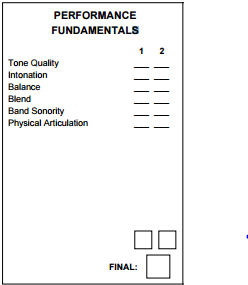 PERFORMANCE
FUNDAMENTALS
1 2
Tone Quality
Intonation
Balance
Blend
Band Sonority
Physical Articulation
FINAL: